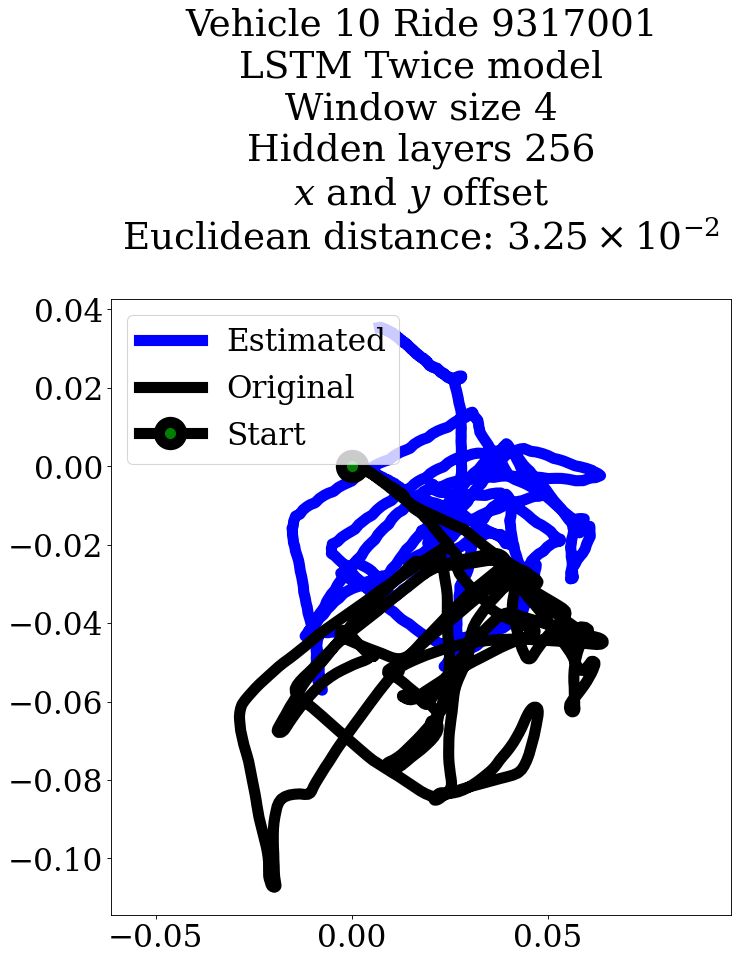 Vehicle 10 Ride 9317001
LSTM Twice model
Window size 4
Hidden layers 256
x and y offset
Euclidean distance: 3.25 × 10⁻²
0.04
Estimated
0.02
Original
Start
0.00
−0.02
−0.04
−0.06
−0.08
−0.10
−0.05 0.00 0.05